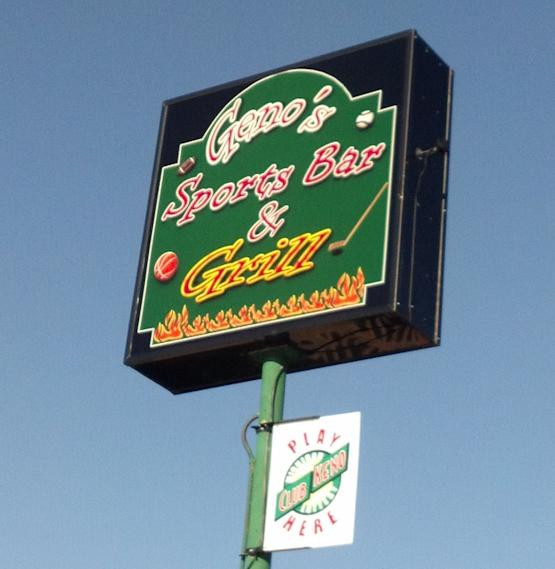 Geno's
Sports Bar
&
Grill
PLAY
CLUB KENO
HERE